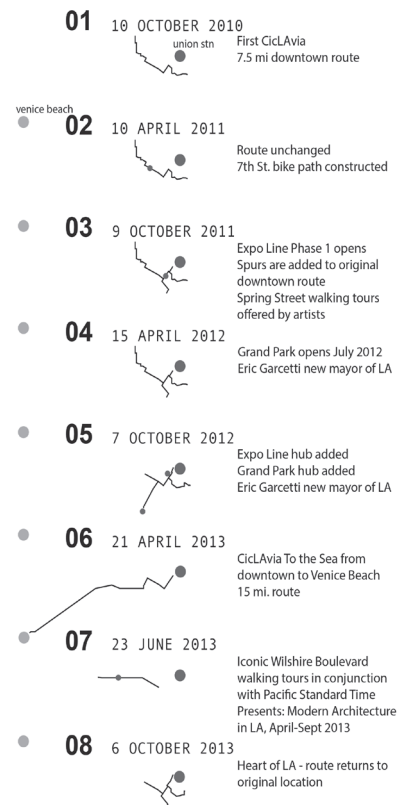 01
10 OCTOBER 2010
union stn
First CicLAvia
7.5 mi downtown route
venice beach
02
10 APRIL 2011
Route unchanged
7th St. bike path constructed
03
9 OCTOBER 2011
Expo Line Phase 1 opens
Spurs are added to original
downtown route
Spring Street walking tours
offered by artists
04
15 APRIL 2012
Grand Park opens July 2012
Eric Garcetti new mayor of LA
05
7 OCTOBER 2012
Expo Line hub added
Grand Park hub added
Eric Garcetti new mayor of LA
06
21 APRIL 2013
CicLAvia To the Sea from
downtown to Venice Beach
15 mi. route
07
23 JUNE 2013
Iconic Wilshire Boulevard
walking tours in conjunction
with Pacific Standard Time
Presents: Modern Architecture
in LA, April-Sept 2013
08
6 OCTOBER 2013
Heart of LA - route returns to
original location